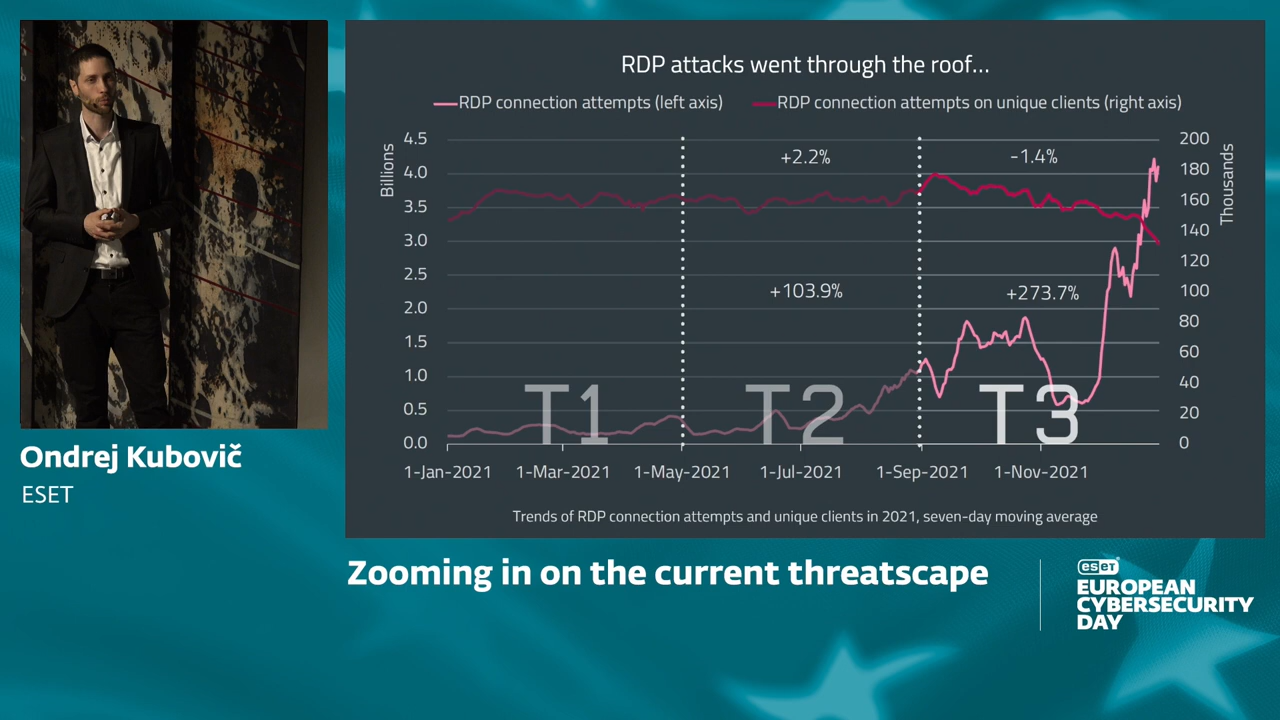 RDP attacks went through the roof...
RDP connection attempts (left axis)
RDP connection attempts on unique clients (right axis)
Billions
4.5
4.0
3.5
3.0
2.5
2.0
1.5
1.0
0.5
0.0
+2.2%
-1.4%
+103.9%
+273.7%
T1
T2
T3
200
180
160
140
120
100
80
60
40
20
0
Thousands
1-Jan-2021
1-Mar-2021
1-May-2021
1-Jul-2021
1-Sep-2021
1-Nov-2021
Trends of RDP connection attempts and unique clients in 2021, seven-day moving average
Ondrej Kubovič
ESET
Zooming in on the current threatscape
eseT
EUROPEAN
CYBERSECURITY
DAY